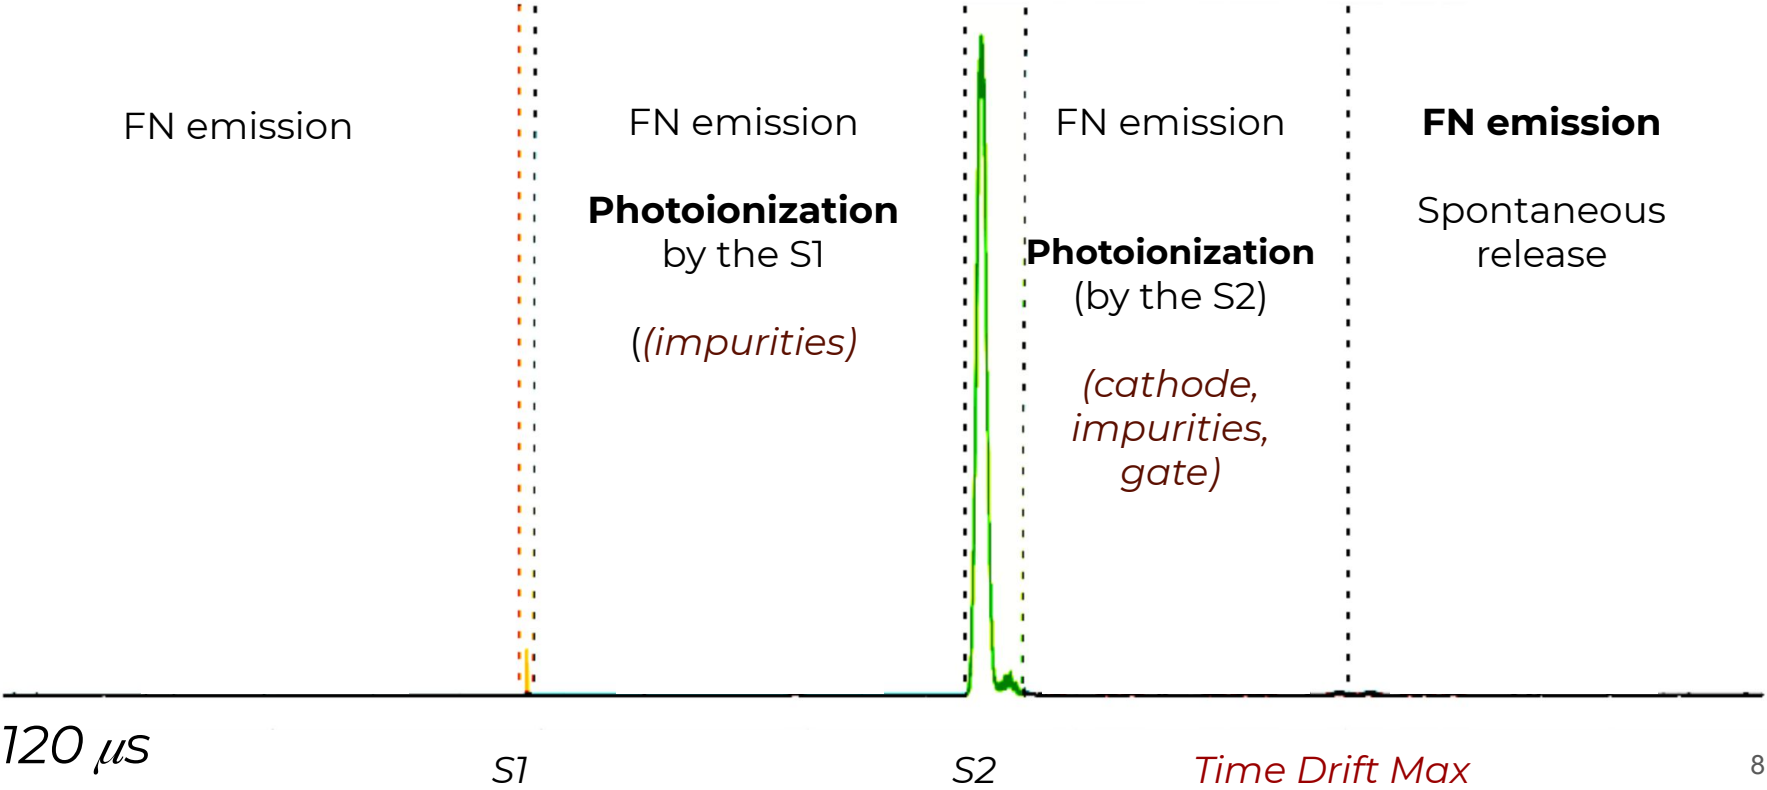 FN emission
FN emission
Photoionization
by the S1
((impurities)
FN emission
Photoionization
(by the S2)
(cathode,
impurities,
gate)
FN emission
Spontaneous
release
120 μs
S1
S2
Time Drift Max
8